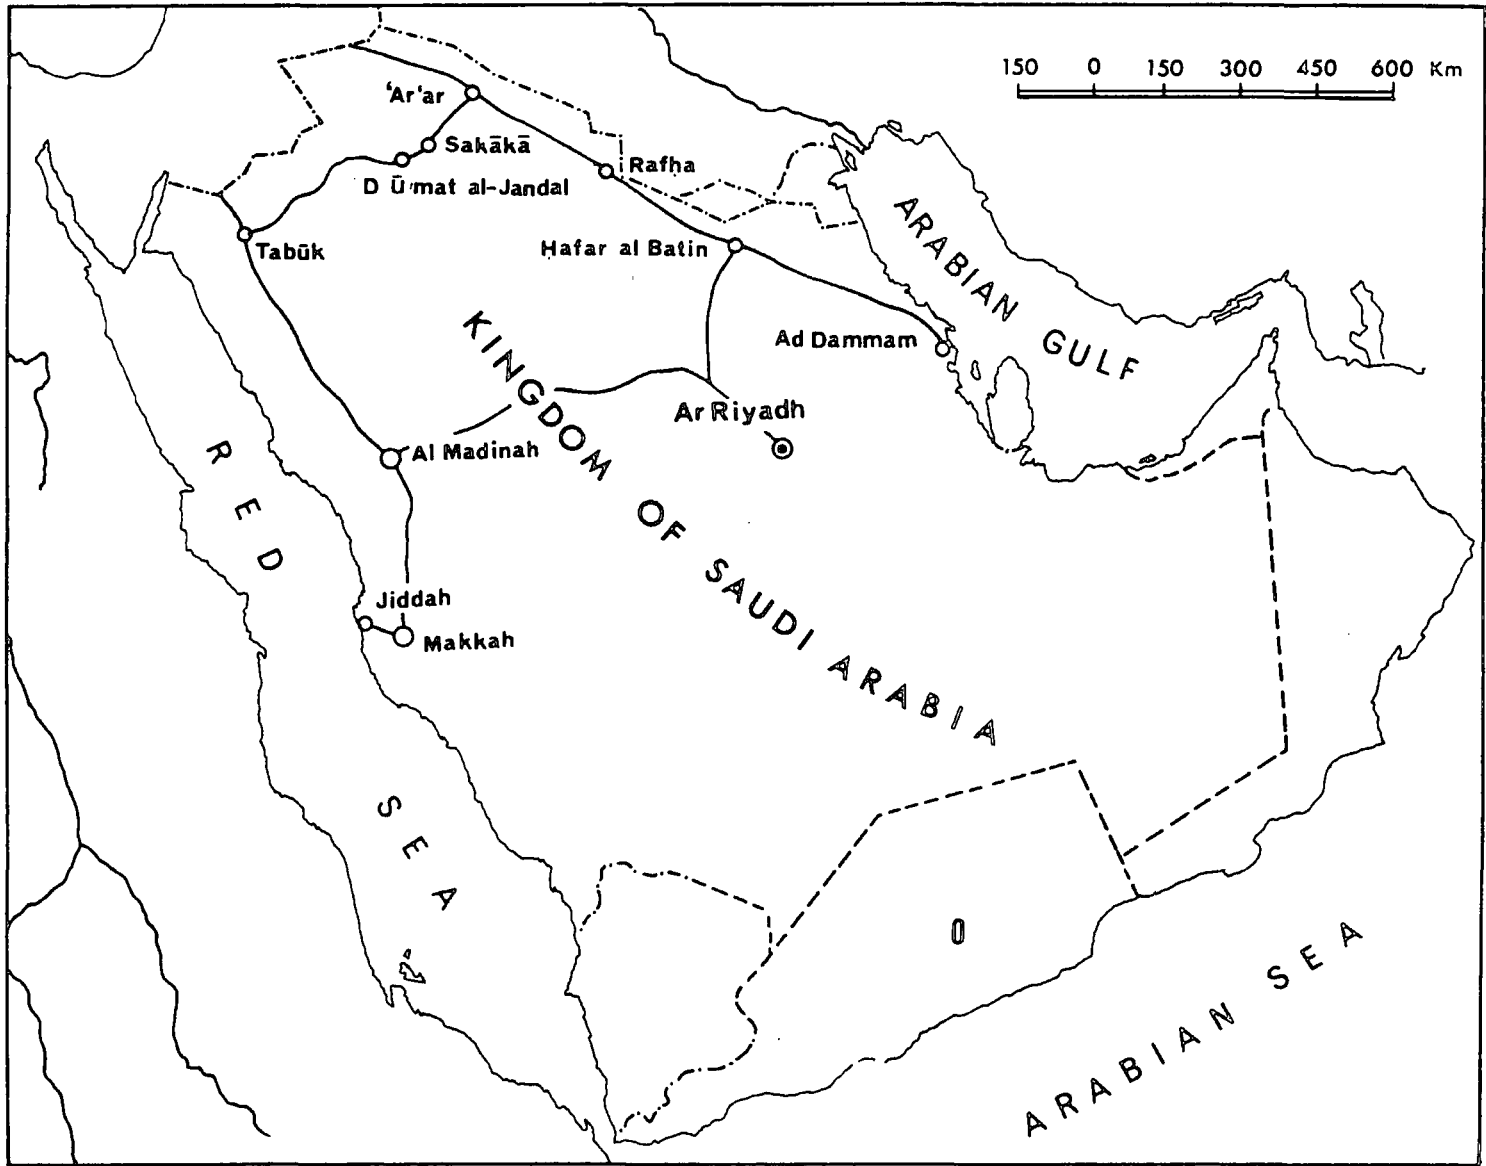 150 0 150 300 450 600 Km
'Ar'ar
Sakākā
Rafha
D Ū mat al-Jandal
Tabūk
Hafar al Batin
ARABIAN GULF
Ad Dammam
KINGDOM OF SAUDI ARABIA
Ar Riyadh
Al Madinah
RED SEA
Jiddah
Makkah
ARABIAN SEA